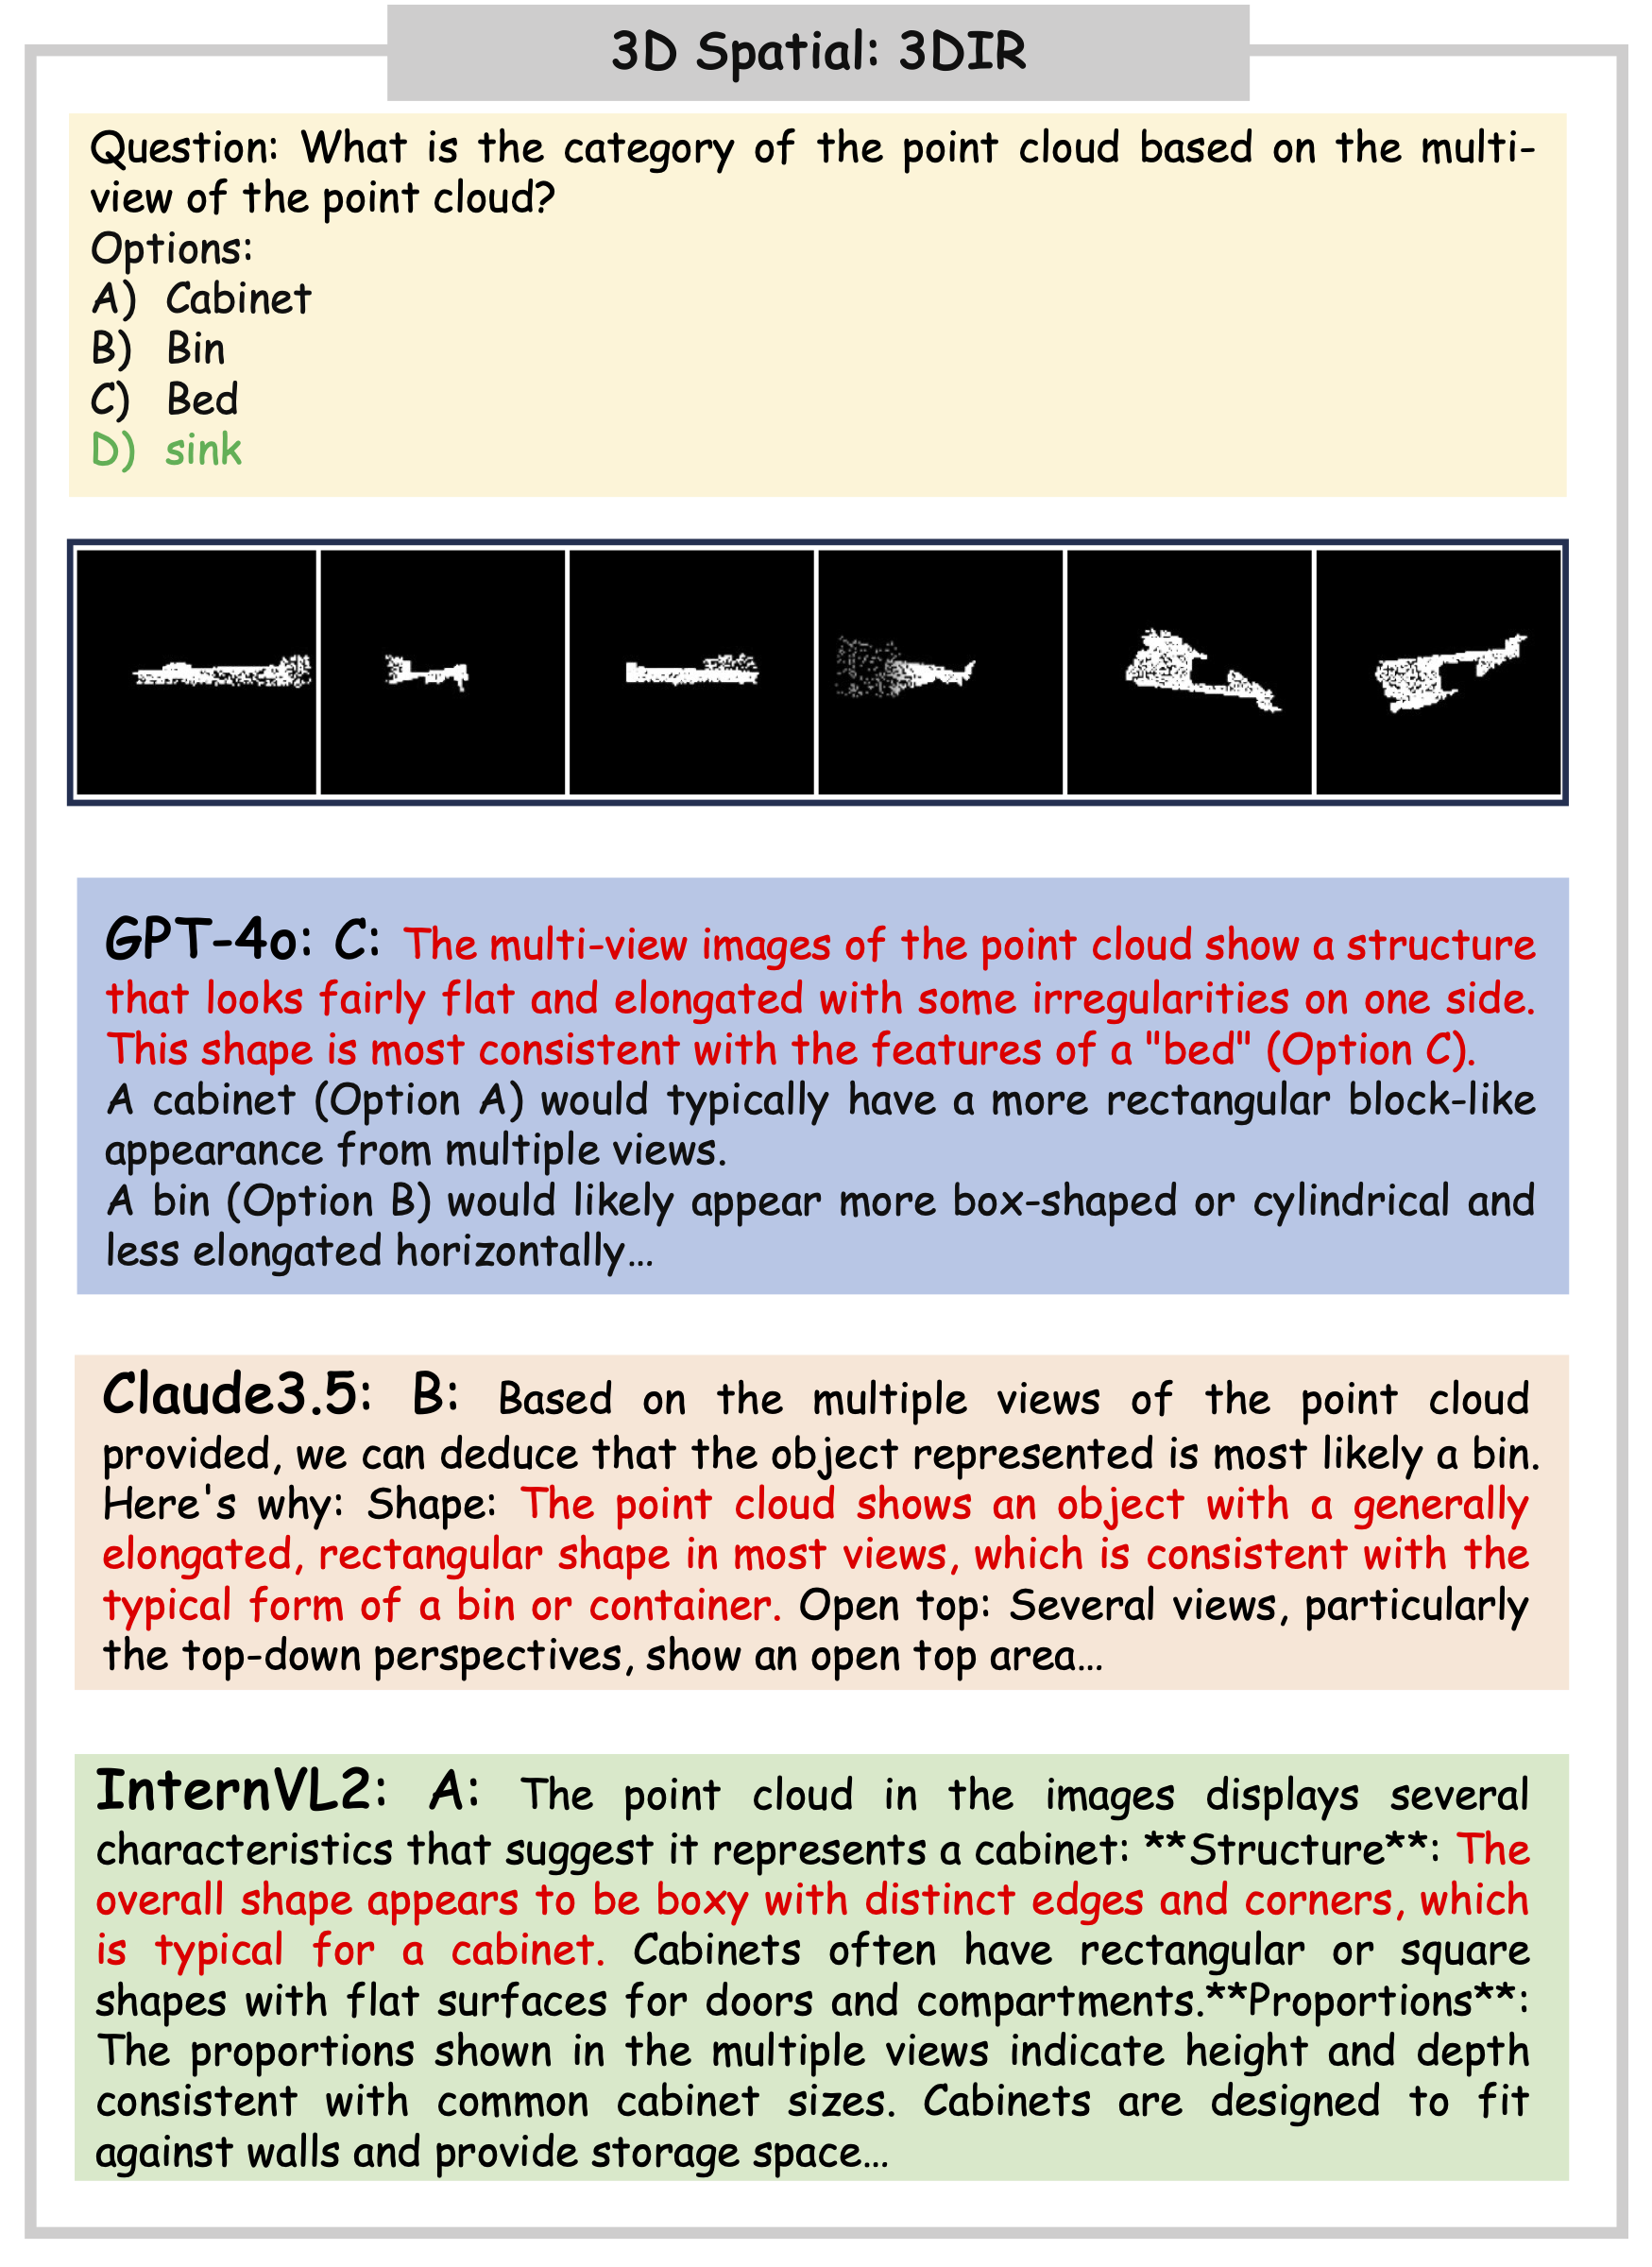 3D Spatial: 3DIR
Question: What is the category of the point cloud based on the multi-
view of the point cloud?
Options:
A) Cabinet
B) Bin
C) Bed
D) sink
GPT-4o: C: The multi-view images of the point cloud show a structure
that looks fairly flat and elongated with some irregularities on one side.
This shape is most consistent with the features of a "bed" (Option C).
A cabinet (Option A) would typically have a more rectangular block-like
appearance from multiple views.
A bin (Option B) would likely appear more box-shaped or cylindrical and
less elongated horizontally…
Claude3.5: B: Based on the multiple views of the point cloud
provided, we can deduce that the object represented is most likely a bin.
Here's why: Shape: The point cloud shows an object with a generally
elongated, rectangular shape in most views, which is consistent with the
typical form of a bin or container. Open top: Several views, particularly
the top-down perspectives, show an open top area…
InternVL2: A: The point cloud in the images displays several
characteristics that suggest it represents a cabinet: **Structure**: The
overall shape appears to be boxy with distinct edges and corners, which
is typical for a cabinet. Cabinets often have rectangular or square
shapes with flat surfaces for doors and compartments.**Proportions**:
The proportions shown in the multiple views indicate height and depth
consistent with common cabinet sizes. Cabinets are designed to fit
against walls and provide storage space…